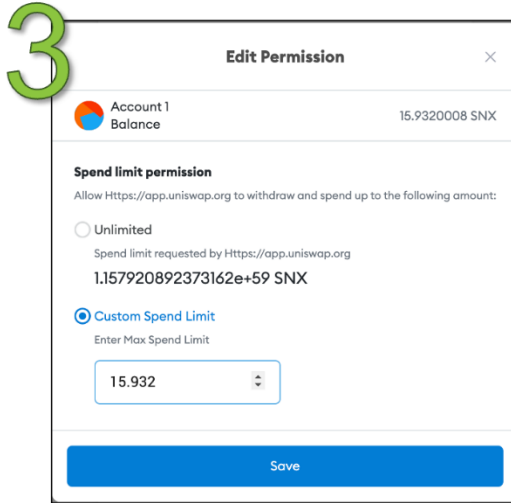 3
Edit Permission
Account 1
Balance
15.9320008 SNX
Spend limit permission
Allow Https://app.uniswap.org to withdraw and spend up to the following amount:
Unlimited
Spend limit requested by Https://app.uniswap.org
1.157920892373162e+59 SNX
Custom Spend Limit
Enter Max Spend Limit
15.932
Save